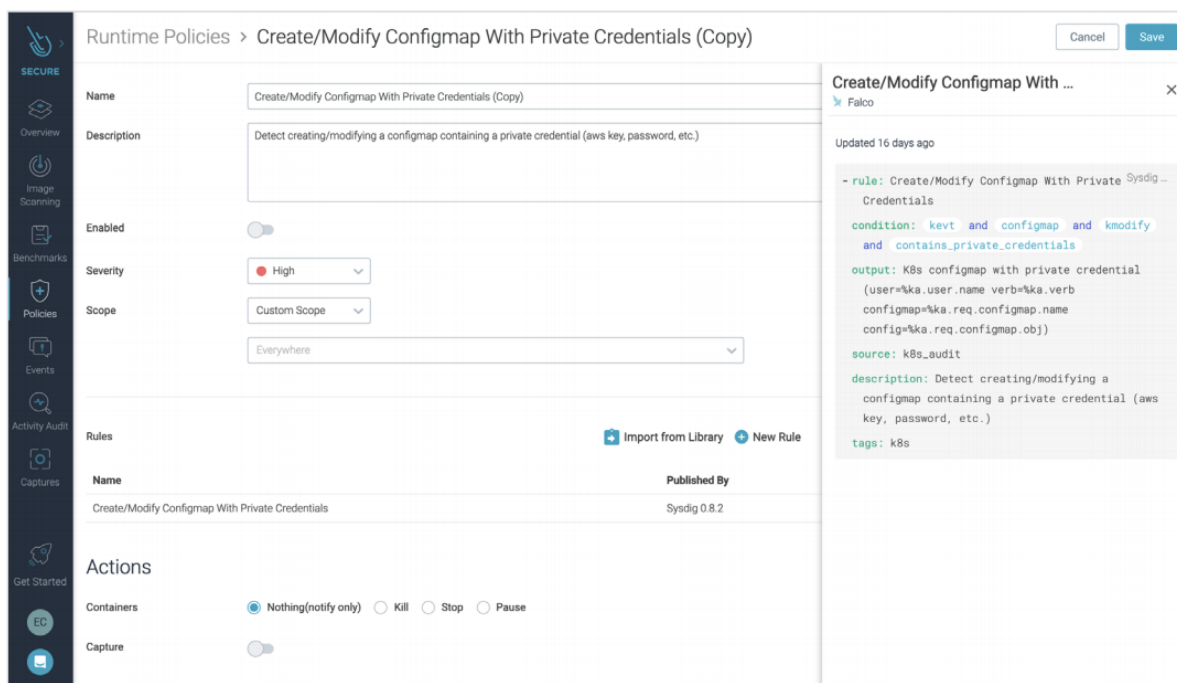 Runtime Policies > Create/Modify Configmap With Private Credentials (Copy)
Cancel
Save
SECURE
Overview
Image
Scanning
Benchmarks
Policies
Events
Activity Audit
Captures
Get Started
EC
Name
Create/Modify Configmap With Private Credentials (Copy)
Description
Detect creating/modifying a configmap containing a private credential (aws key, password, etc.)
Enabled
Severity
High
Scope
Custom Scope
Everywhere
Rules
Import from Library
New Rule
Name
Published By
Create/Modify Configmap With Private Credentials
Sysdig 0.8.2
Actions
Containers
Nothing(notify only)
Kill
Stop
Pause
Capture
Create/Modify Configmap With ...
Falco
Updated 16 days ago
Sysdig ...
- rule: Create/Modify Configmap With Private
Credentials
condition: kevt and configmap and kmodify
and contains_private_credentials
output: K8s configmap with private credential
(user=%ka.user.name verb=%ka.verb
configmap=%ka.req.configmap.name
config=%ka.req.configmap.obj)
source: k8s_audit
description: Detect creating/modifying a
configmap containing a private credential (aws
key, password, etc.)
tags: k8s